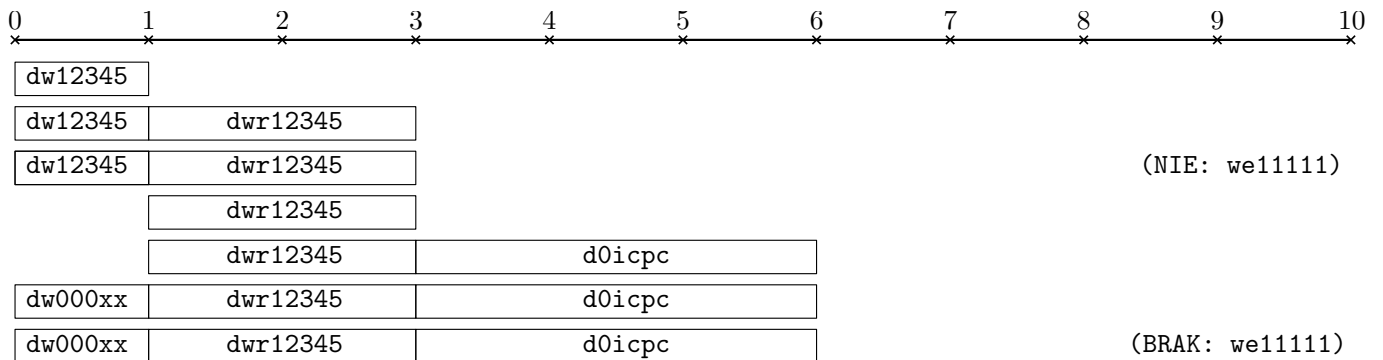 0 1 2 3 4 5 6 7 8 9 10
dw12345
dw12345 dwr12345
dw12345 dwr12345 (NIE: we11111)
dwr12345
dwr12345 d0icpc
dw000xx dwr12345 d0icpc
dw000xx dwr12345 d0icpc (BRAK: we11111)